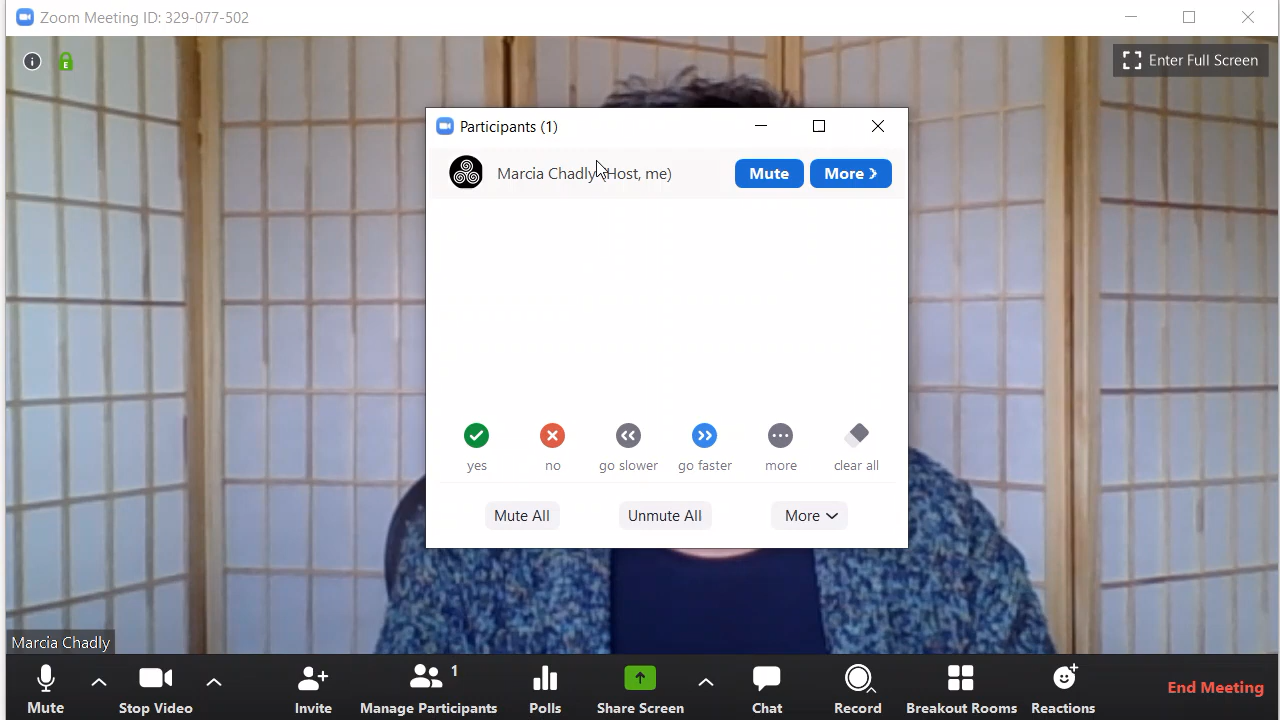 Zoom Meeting ID: 329-077-502
Enter Full Screen
Participants (1)
Marcia Chadly (Host, me)
Mute
More
yes
no
go slower
go faster
more
clear all
Mute All
Unmute All
More
Marcia Chadly
Mute
Stop Video
Invite
1
Manage Participants
Polls
Share Screen
Chat
Record
Breakout Rooms
Reactions
End Meeting